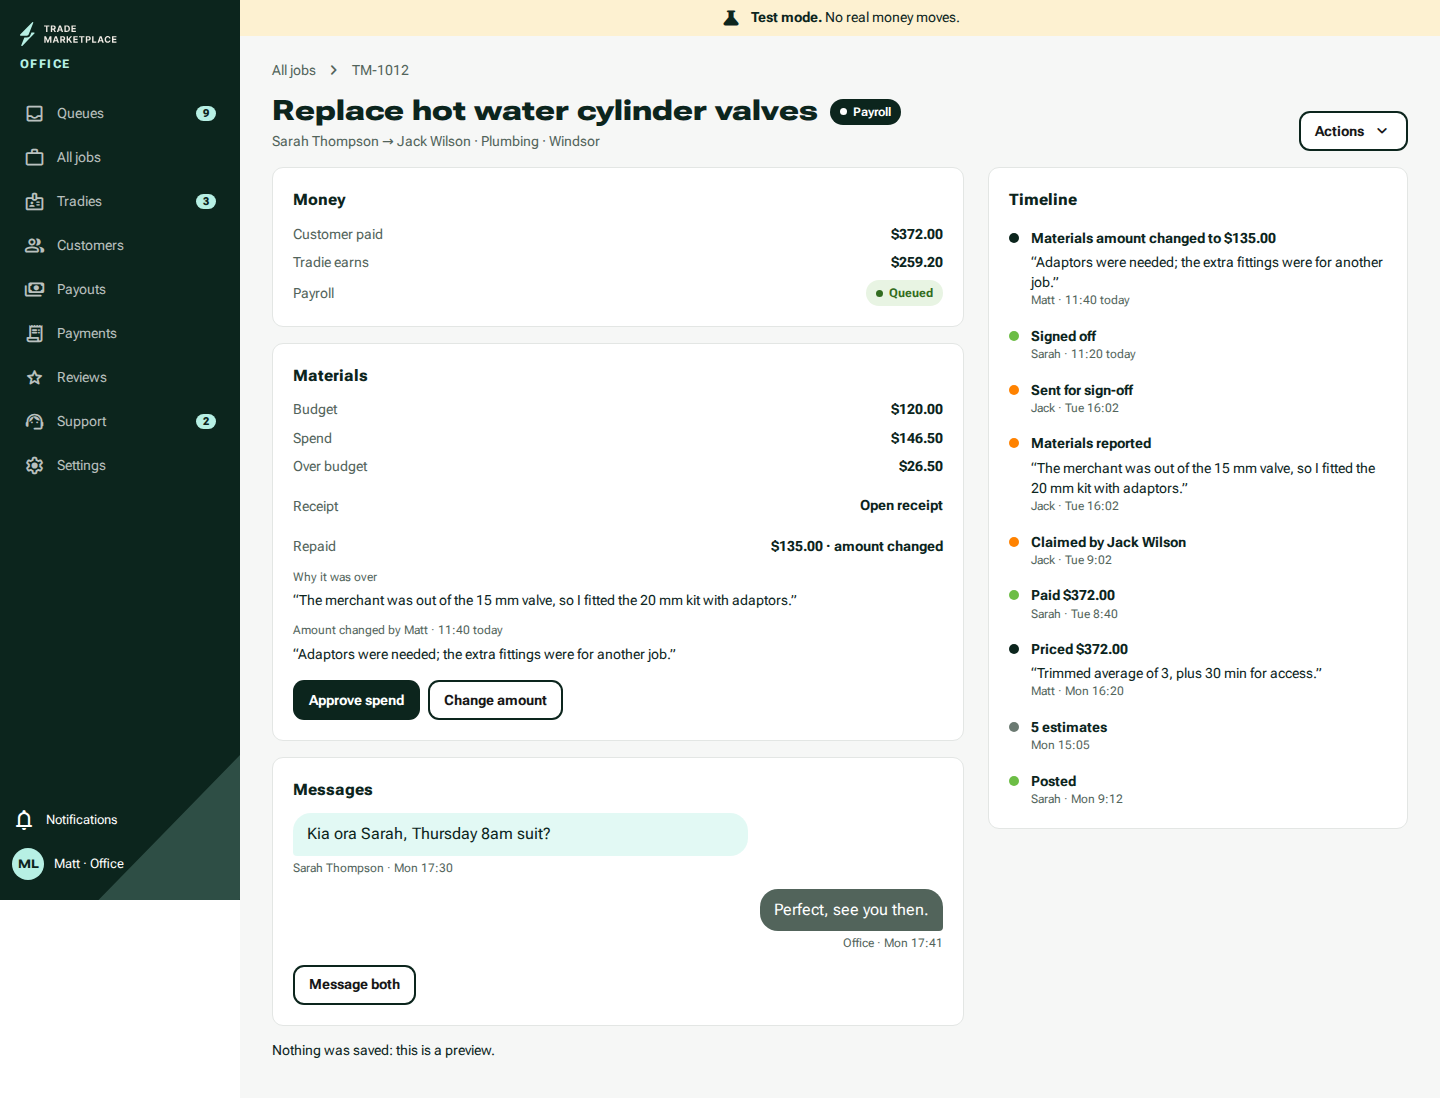 TRADE
MARKETPLACE
OFFICE
Queues 9
All jobs
Tradies 3
Customers
Payouts
Payments
Reviews
Support 2
Settings
Notifications
ML Matt · Office
Test mode. No real money moves.
All jobs > TM-1012
Replace hot water cylinder valves Payroll
Sarah Thompson → Jack Wilson · Plumbing · Windsor
Actions
Money
Customer paid $372.00
Tradie earns $259.20
Payroll Queued
Materials
Budget $120.00
Spend $146.50
Over budget $26.50
Receipt Open receipt
Repaid $135.00 · amount changed
Why it was over
“The merchant was out of the 15 mm valve, so I fitted the 20 mm kit with adaptors.”
Amount changed by Matt · 11:40 today
“Adaptors were needed; the extra fittings were for another job.”
Approve spend Change amount
Messages
Kia ora Sarah, Thursday 8am suit?
Sarah Thompson · Mon 17:30
Perfect, see you then.
Office · Mon 17:41
Message both
Nothing was saved: this is a preview.
Timeline
Materials amount changed to $135.00
“Adaptors were needed; the extra fittings were for another
job.”
Matt · 11:40 today
Signed off
Sarah · 11:20 today
Sent for sign-off
Jack · Tue 16:02
Materials reported
“The merchant was out of the 15 mm valve, so I fitted the
20 mm kit with adaptors.”
Jack · Tue 16:02
Claimed by Jack Wilson
Jack · Tue 9:02
Paid $372.00
Sarah · Tue 8:40
Priced $372.00
“Trimmed average of 3, plus 30 min for access.”
Matt · Mon 16:20
5 estimates
Mon 15:05
Posted
Sarah · Mon 9:12